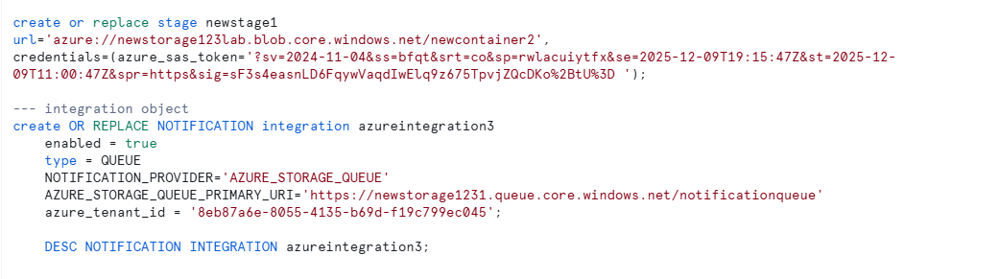 create or replace stage newstage1
url='azure://newstorage123lab.blob.core.windows.net/newcontainer2',
credentials=(azure_sas_token='?sv=2024-11-04&ss=bfqt&srt=co&sp=rwlacuiytfx&se=2025-12-09T19:15:47Z&st=2025-12-
09T11:00:47Z&spr=https&sig=sF3s4easnLD6FqywVaqdIwElq9z675TpvjZQcDKo%2BtU%3D ');
--- integration object
create OR REPLACE NOTIFICATION integration azureintegration3
enabled = true
type = QUEUE
NOTIFICATION_PROVIDER='AZURE_STORAGE_QUEUE'
AZURE_STORAGE_QUEUE_PRIMARY_URI='https://newstorage1231.queue.core.windows.net/notificationqueue'
azure_tenant_id = '8eb87a6e-8055-4135-b69d-f19c799ec045';
DESC NOTIFICATION INTEGRATION azureintegration3;